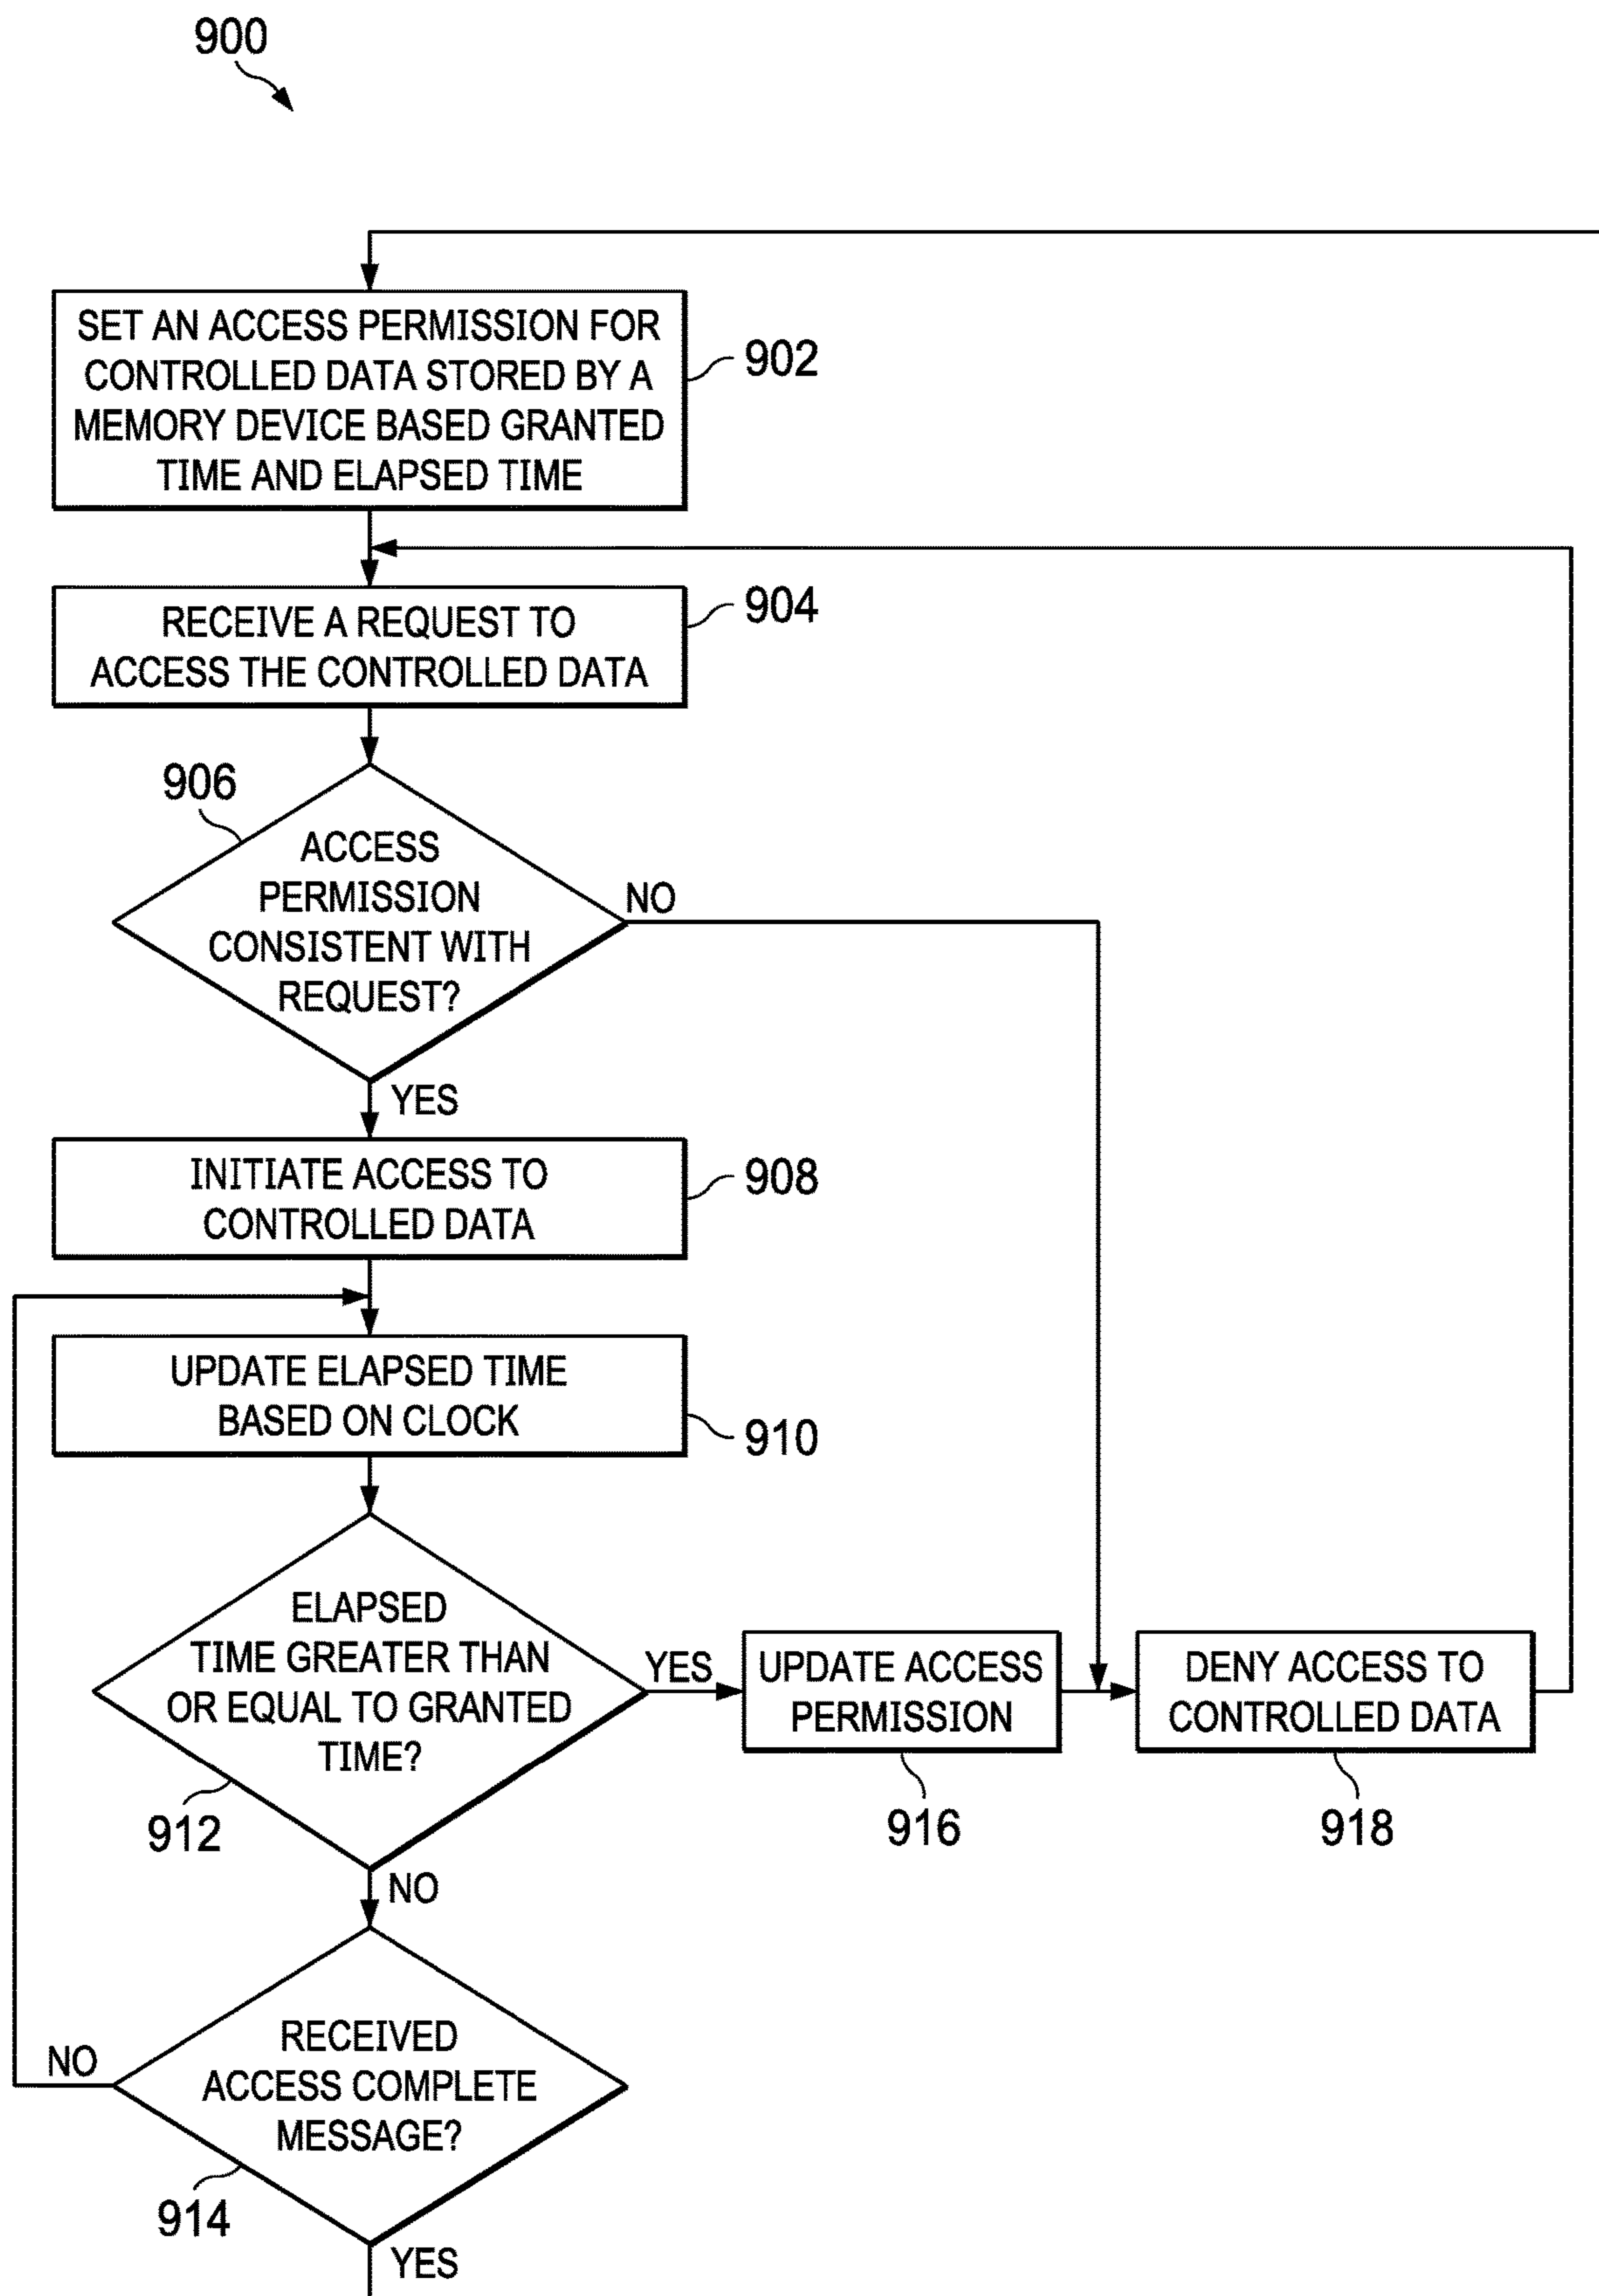 900
SET AN ACCESS PERMISSION FOR
CONTROLLED DATA STORED BY A
MEMORY DEVICE BASED GRANTED
TIME AND ELAPSED TIME
902
RECEIVE A REQUEST TO
ACCESS THE CONTROLLED DATA
904
906
ACCESS
PERMISSION
CONSISTENT WITH
REQUEST?
NO
YES
INITIATE ACCESS TO
CONTROLLED DATA
908
UPDATE ELAPSED TIME
BASED ON CLOCK
910
ELAPSED
TIME GREATER THAN
OR EQUAL TO GRANTED
TIME?
912
YES
UPDATE ACCESS
PERMISSION
916
DENY ACCESS TO
CONTROLLED DATA
918
NO
RECEIVED
ACCESS COMPLETE
MESSAGE?
NO
914
YES